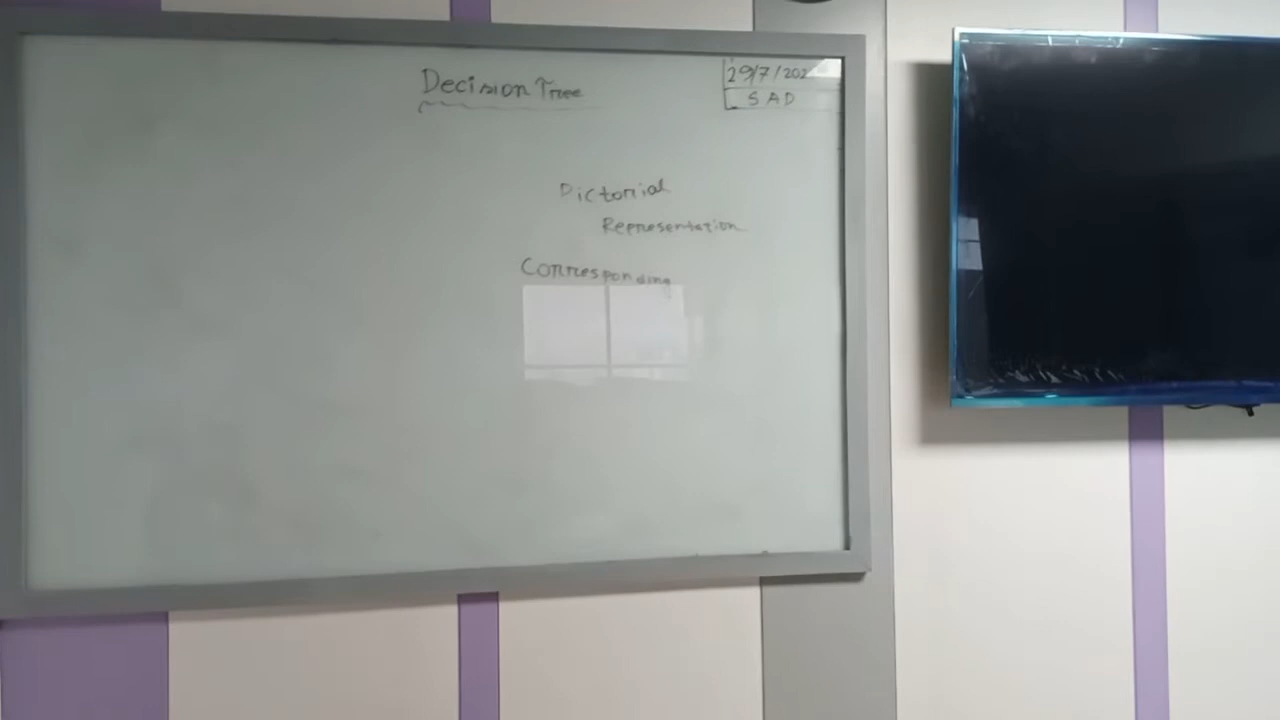 Decision Tree
29/7/202
SAD
Pictorial
Representation
Corresponding